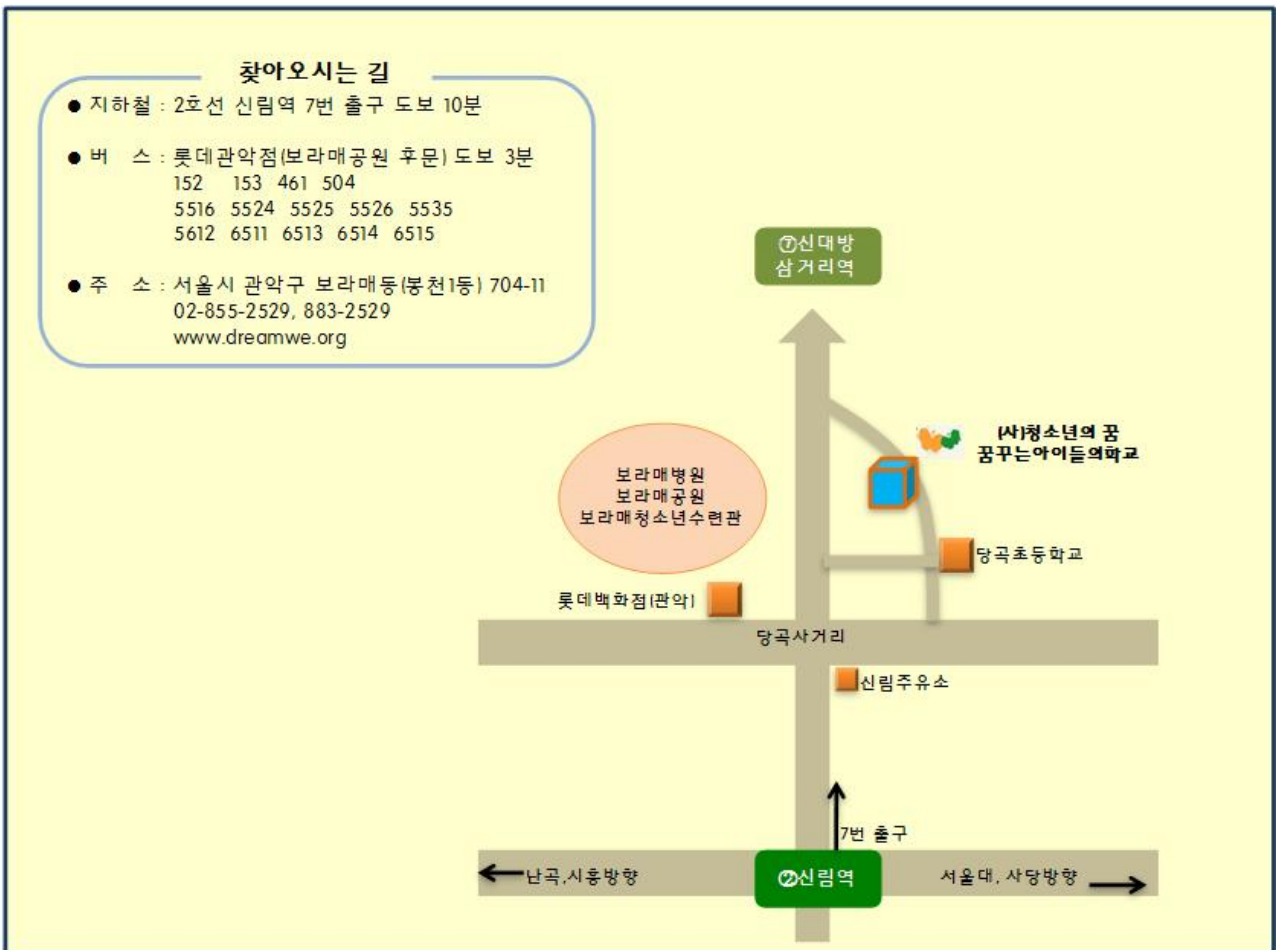 찾아오시는 길
● 지하철 : 2호선 신림역 7번 출구 도보 10분
● 버 스 : 롯데관악점(보라매공원 후문) 도보 3분
152 153 461 504
5516 5524 5525 5526 5535
5612 6511 6513 6514 6515
● 주 소 : 서울시 관악구 보라매동(봉천1동) 704-11
02-855-2529, 883-2529
www.dreamwe.org
⑦신대방
삼거리역
(사)청소년의 꿈
꿈꾸는아이들의학교
보라매병원
보라매공원
보라매청소년수련관
당곡초등학교
롯데백화점(관악)
당곡사거리
신림주유소
7번 출구
난곡,시흥방향
②신림역
서울대, 사당방향